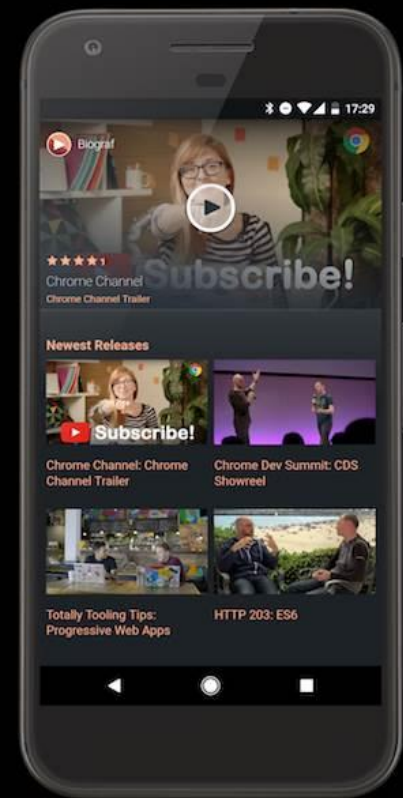 17:29
Biograf
Subscribe!
Chrome Channel
Chrome Channel Trailer
Newest Releases
Subscribe!
Chrome Channel: Chrome
Channel Trailer
Chrome Dev Summit: CDS
Showreel
Totally Tooling Tips:
Progressive Web Apps
HTTP 203: ES6